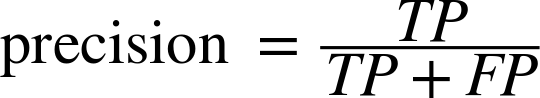 precision = TP / TP + FP